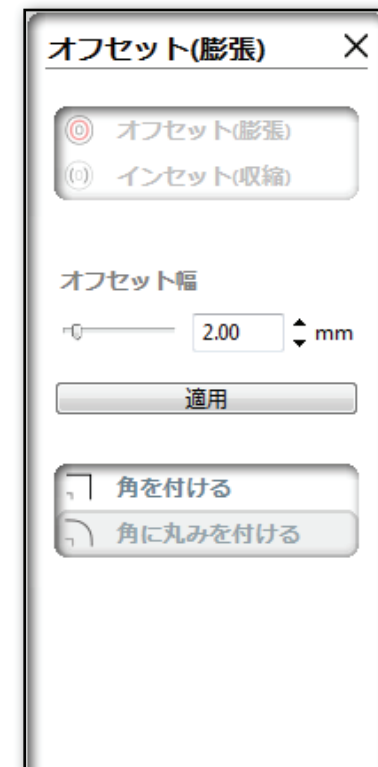 オフセット(膨張)
オフセット(膨張)
インセット(収縮)
オフセット幅
2.00 mm
適用
角を付ける
角に丸みを付ける